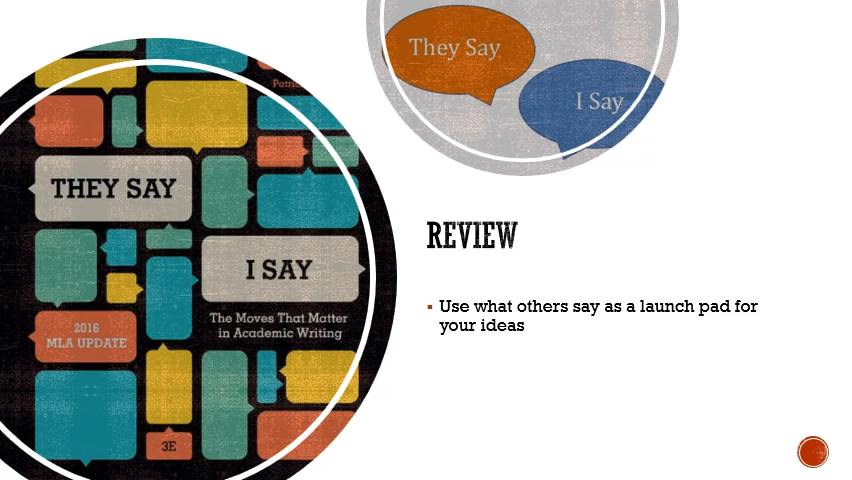 They Say
I Say
Patri
THEY SAY
I SAY
The Moves That Matter
in Academic Writing
2016
MLA UPDATE
3E
REVIEW
Use what others say as a launch pad for
your ideas